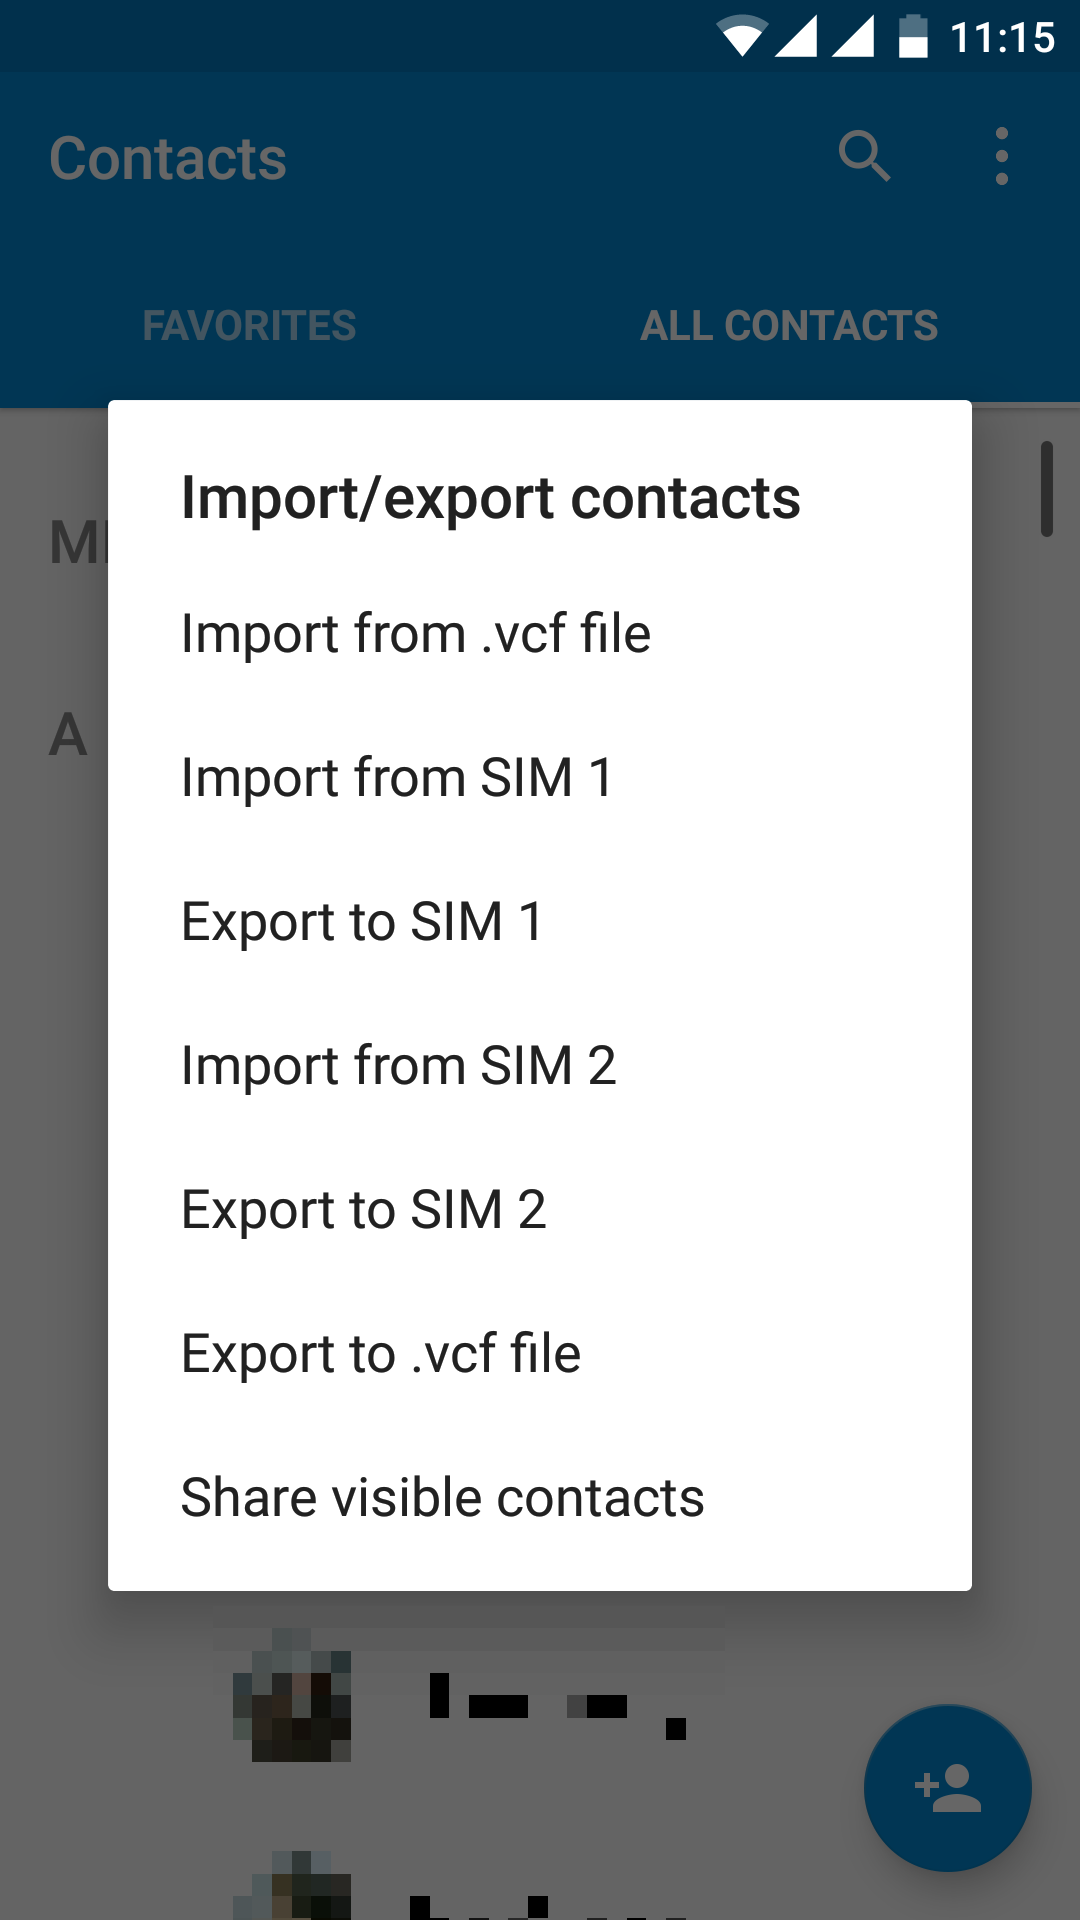 11:15
Contacts
FAVORITES
ALL CONTACTS
Import/export contacts
Import from .vcf file
A
Import from SIM 1
Export to SIM 1
Import from SIM 2
Export to SIM 2
Export to .vcf file
Share visible contacts